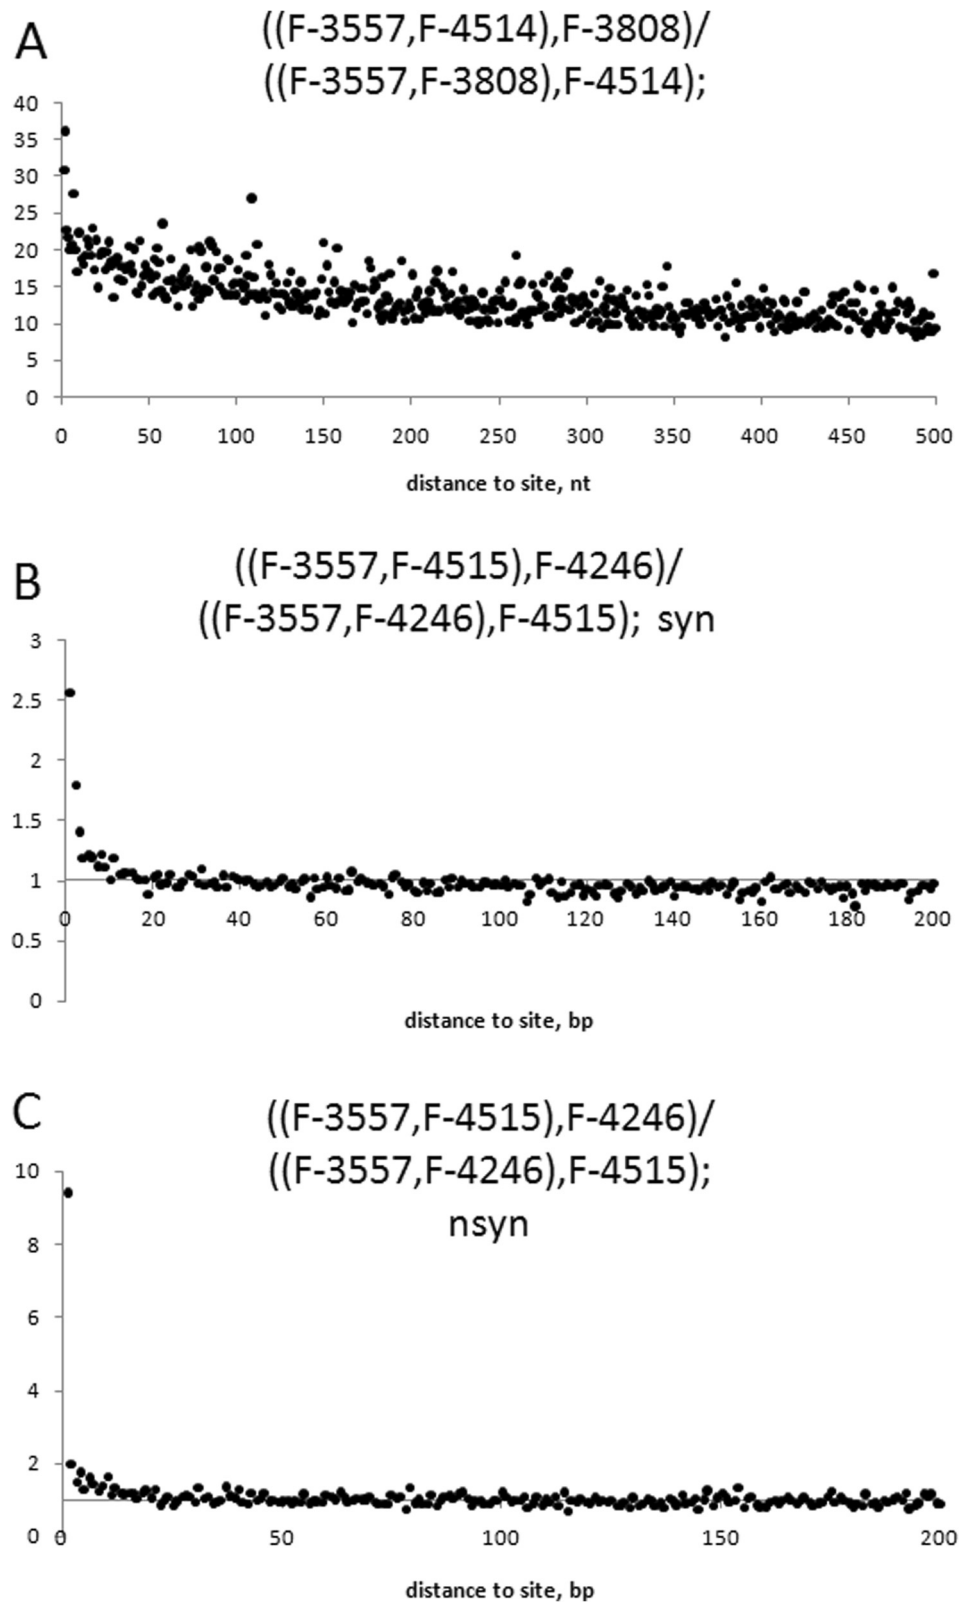 A
((F-3557,F-4514),F-3808)/
((F-3557,F-3808),F-4514);
40
35
30
25
20
15
10
5
0
0 50 100 150 200 250 300 350 400 450 500
distance to site, nt
B
((F-3557,F-4515),F-4246)/
((F-3557,F-4246),F-4515); syn
3
2.5
2
1.5
1
0 20 40 60 80 100 120 140 160 180 200
0.5
0
distance to site, bp
C
((F-3557,F-4515),F-4246)/
((F-3557,F-4246),F-4515);
nsyn
10
8
6
4
2
0
0 50 100 150 200
distance to site, bp